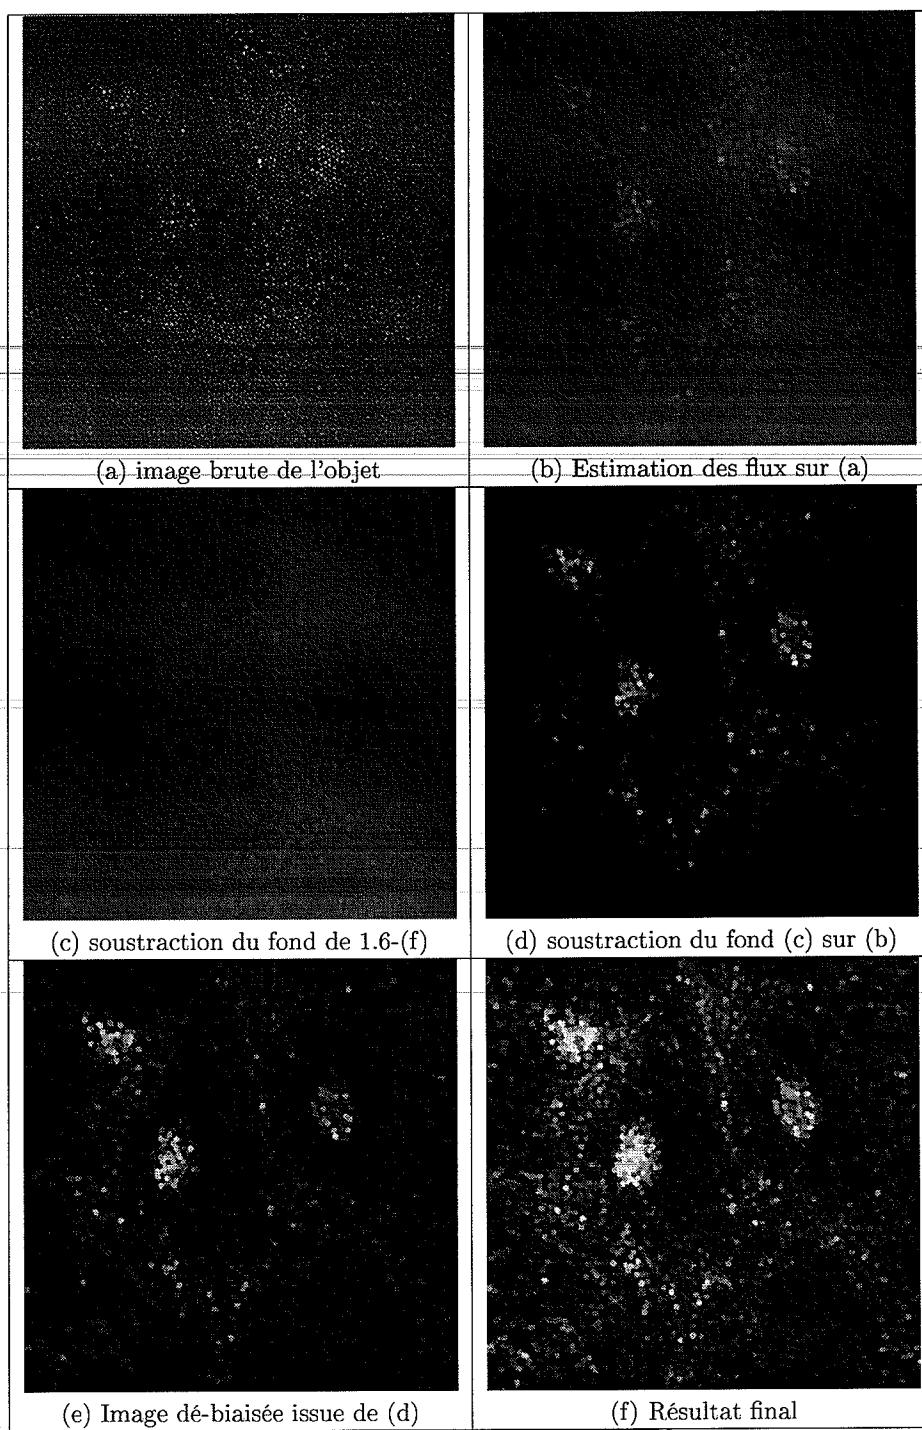 (a) image brute de l'objet
(b) Estimation des flux sur (a)
(c) soustraction du fond de 1.6-(f)
(d) soustraction du fond (c) sur (b)
(e) Image dé-biaisée issue de (d)
(f) Résultat final